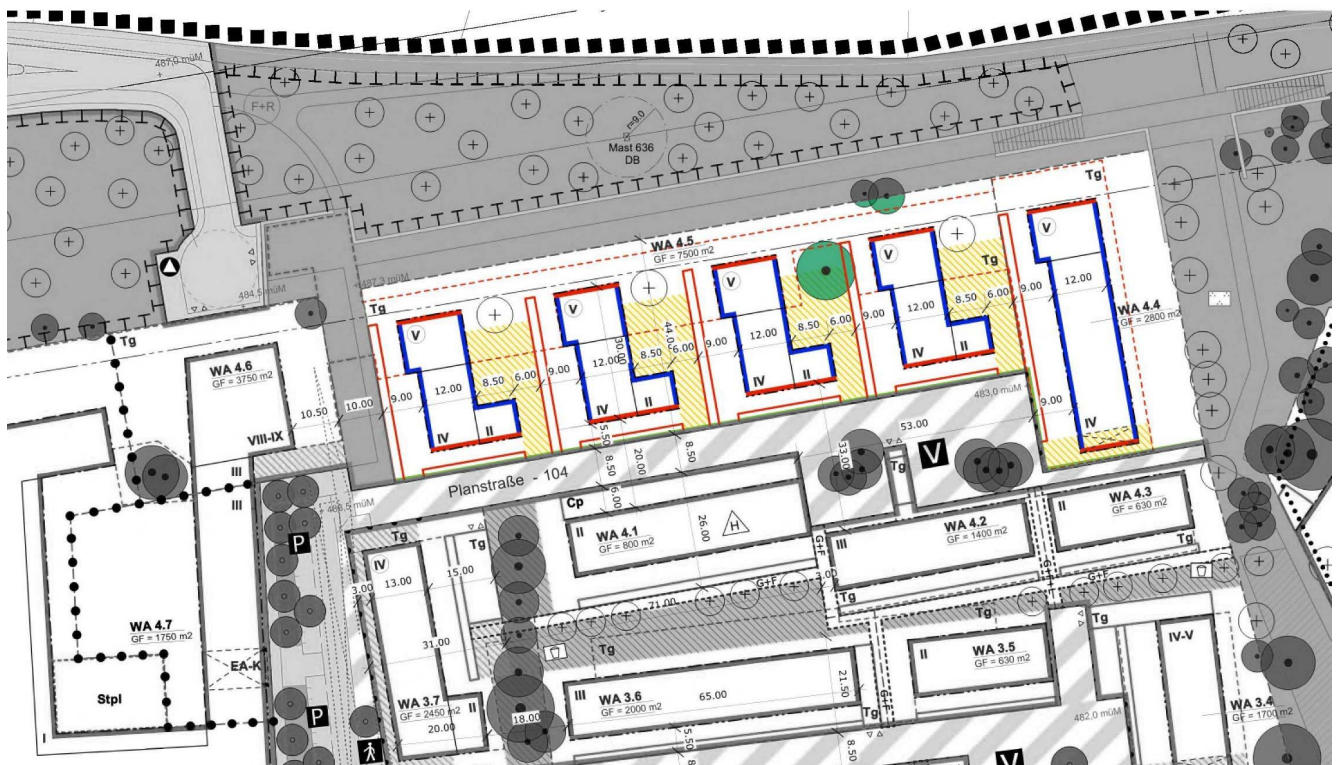 487,0 müM
F+R
r=9.0
Mast 636
DB
WA 4.5
GF = 7500 m2
Tg
487,3 müM
484,5 müM
Tg
Tg
Tg
V
V
V
V
V
44.00
30.00
12.00
8.50
6.00
9.00
12.00
8.50
6.00
9.00
12.00
8.50
6.00
9.00
12.00
8.50
6.00
9.00
12.00
WA 4.4
GF = 2800 m2
WA 4.6
GF = 3750 m2
10.50
10.00
9.00
VIII-IX
IV
II
IV
II
IV
II
IV
II
IV
9.00
483,0 müM
53.00
III
III
Planstraße - 104
5.50
8.50
6.00
20.00
8.50
33.00
Tg
V
P
Cp
II
WA 4.1
GF = 800 m2
26.00
H
G+F
III
WA 4.2
GF = 1400 m2
II
WA 4.3
GF = 630 m2
Tg
Tg
IV
13.00
15.00
3.00
Tg
71.00
G+F
3.00
Tg
G+F
G+F
Tg
31.00
WA 4.7
GF = 1750 m2
EA-K
Stpl
I
P
WA 3.7
GF = 2450 m2
20.00
II
18.00
III
WA 3.6
GF = 2000 m2
65.00
21.50
Tg
Tg
G+F
II
WA 3.5
GF = 630 m2
Tg
IV-V
WA 3.4
GF = 1700 m2
482,0 müM
5.50
8.50
V